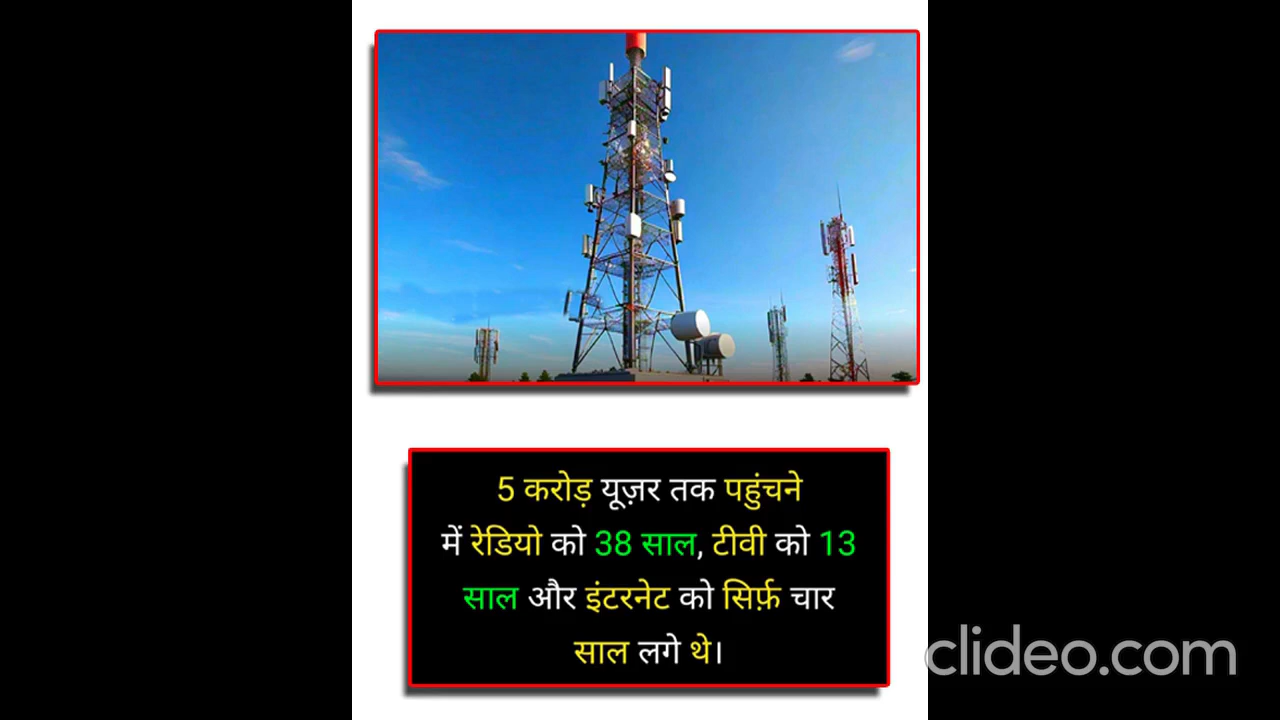 5 करोड़ यूज़र तक पहुंचने
में रेडियो को 38 साल, टीवी को 13
साल और इंटरनेट को सिर्फ़ चार
साल लगे थे।
clideo.com